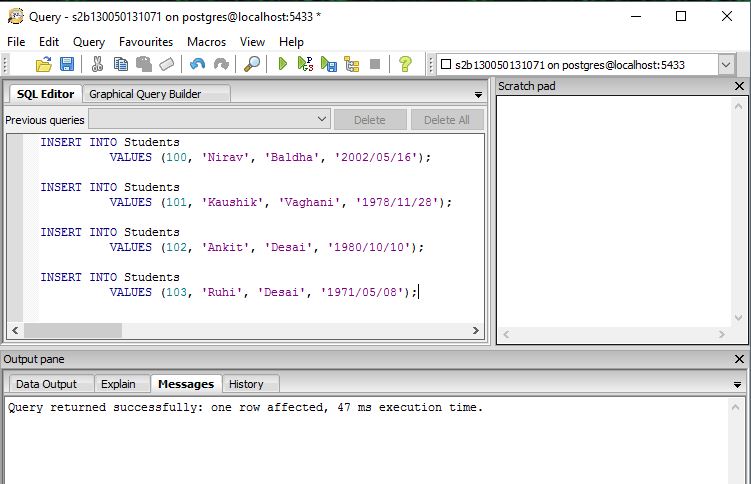 Query - s2b130050131071 on postgres@localhost:5433 *
File Edit Query Favourites Macros View Help
s2b130050131071 on postgres@localhost:5433
SQL Editor Graphical Query Builder
Previous queries Delete Delete All
INSERT INTO Students
VALUES (100, 'Nirav', 'Baldha', '2002/05/16');
INSERT INTO Students
VALUES (101, 'Kaushik', 'Vaghani', '1978/11/28');
INSERT INTO Students
VALUES (102, 'Ankit', 'Desai', '1980/10/10');
INSERT INTO Students
VALUES (103, 'Ruhi', 'Desai', '1971/05/08');
Scratch pad
Output pane
Data Output Explain Messages History
Query returned successfully: one row affected, 47 ms execution time.